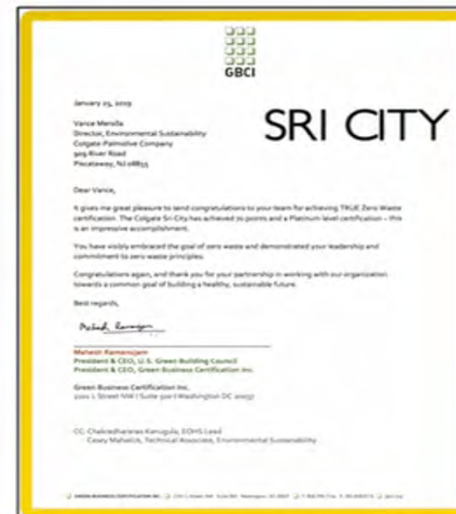 GBCI
January 23, 2019
SRI CITY
Vance Merolla
Director, Environmental Sustainability
Colgate-Palmolive Company
909 River Road
Piscataway, NJ 08855
Dear Vance,
It gives me great pleasure to send congratulations to your team for achieving TRUE Zero Waste
certification. The Colgate Sri City has achieved 70 points and a Platinum level certification – this
is an impressive accomplishment.
You have visibly embraced the goal of zero waste and demonstrated your leadership and
commitment to zero waste principles.
Congratulations again, and thank you for your partnership in working with our organization
towards a common goal of building a healthy, sustainable future.
Best regards,
Mahesh Ramanujam
President & CEO, U.S. Green Building Council
President & CEO, Green Business Certification Inc.
Green Business Certification Inc.
2101 L Street NW | Suite 500 | Washington DC 20037
CC: Kanugula, EOHS Lead
Casey Mahalick, Technical Associate, Environmental Sustainability
GREEN BUSINESS CERTIFICATION INC.